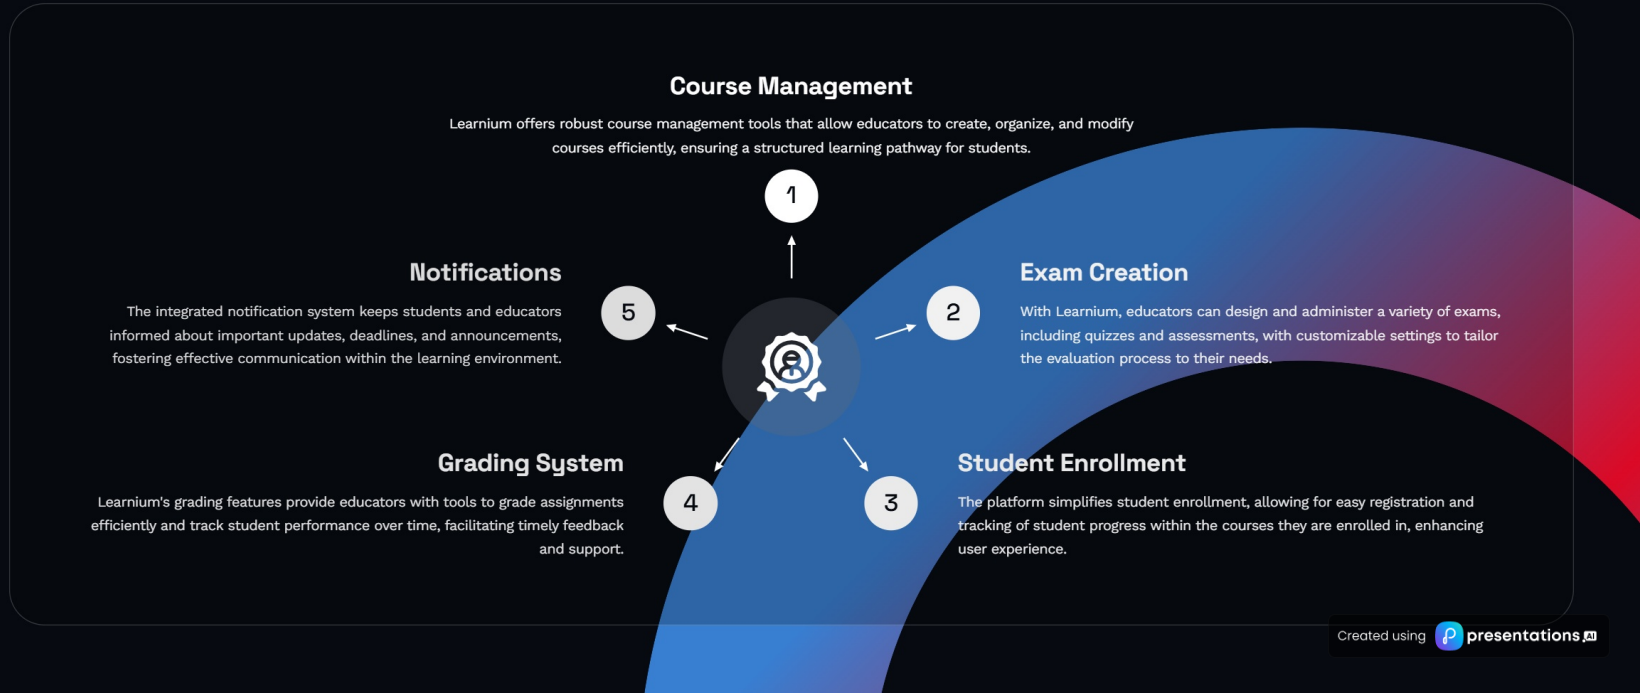 Course Management
Learnium offers robust course management tools that allow educators to create, organize, and modify
courses efficiently, ensuring a structured learning pathway for students.
1
Notifications
The integrated notification system keeps students and educators
informed about important updates, deadlines, and announcements,
fostering effective communication within the learning environment.
5
2
Exam Creation
With Learnium, educators can design and administer a variety of exams,
including quizzes and assessments, with customizable settings to tailor
the evaluation process to their needs.
Grading System
Learnium's grading features provide educators with tools to grade assignments
efficiently and track student performance over time, facilitating timely feedback
and support.
4
3
Student Enrollment
The platform simplifies student enrollment, allowing for easy registration and
tracking of student progress within the courses they are enrolled in, enhancing
user experience.
Created using presentations.AI